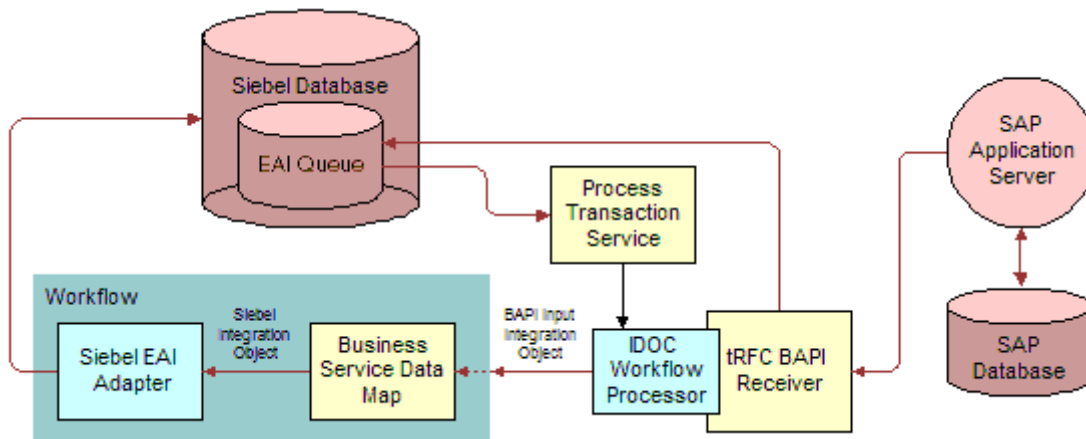 Siebel Database
EAI Queue
SAP
Application
Server
Process
Transaction
Service
Workflow
Siebel
Integration
Object
BAPI Input
Integration
Object
Siebel EAI
Adapter
Business
Service Data
Map
IDOC
Workflow
Processor
tRFC BAPI
Receiver
SAP
Database